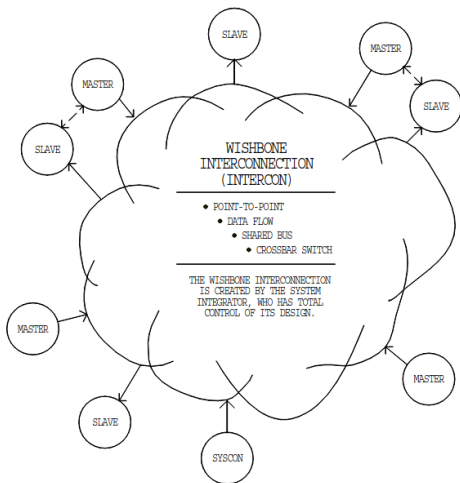 SLAVE
MASTER
MASTER
SLAVE
SLAVE
WISHBONE
INTERCONNECTION
(INTERCON)
• POINT-TO-POINT
• DATA FLOW
• SHARED BUS
• CROSSBAR SWITCH
THE WISHBONE INTERCONNECTION
IS CREATED BY THE SYSTEM
INTEGRATOR, WHO HAS TOTAL
CONTROL OF ITS DESIGN.
MASTER
MASTER
SLAVE
SYSCON